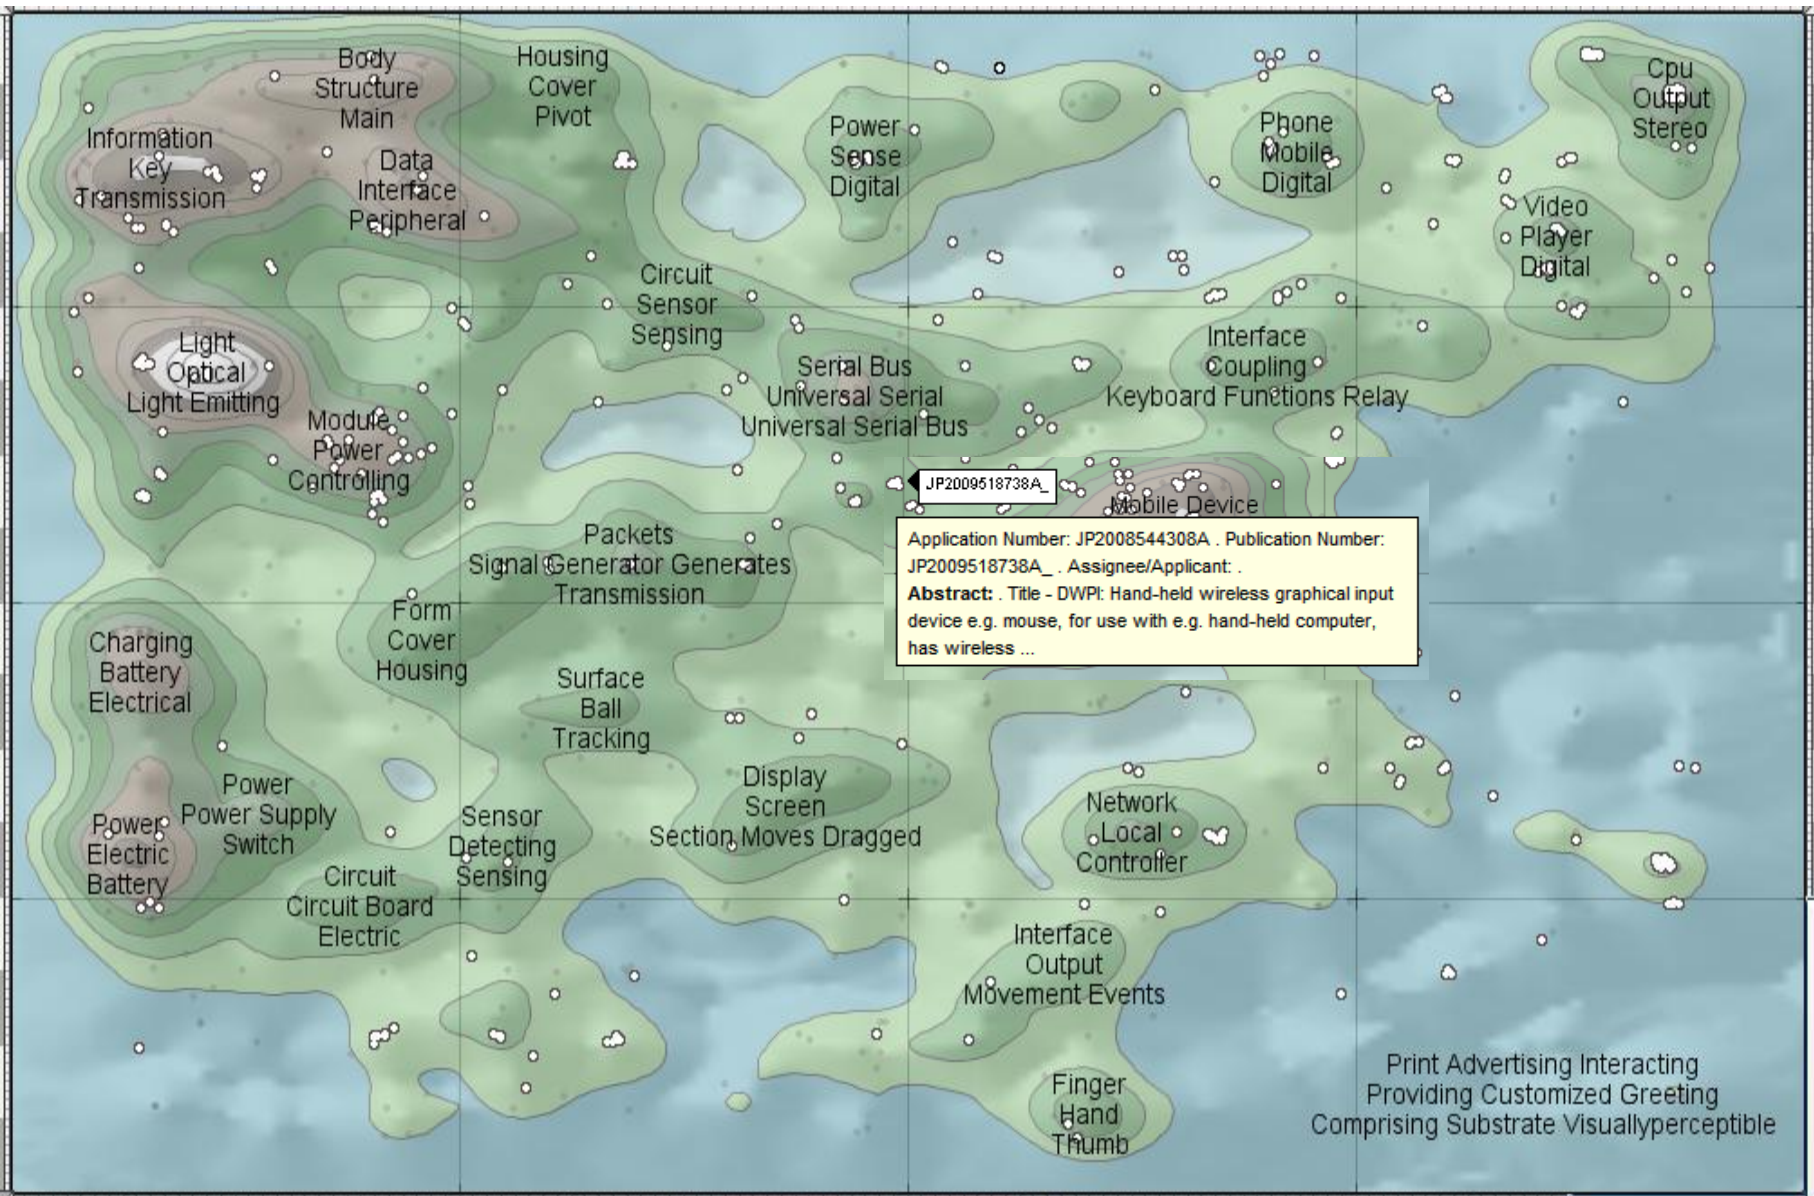 Body
Structure
Main
Housing
Cover
Pivot
Cpu
Output
Stereo
Information
Key
Transmission
Data
Interface
Peripheral
Power
Sense
Digital
Phone
Mobile
Digital
Video
Player
Digital
Circuit
Sensor
Sensing
Light
Optical
Light Emitting
Serial Bus
Universal Serial
Universal Serial Bus
Interface
Coupling
Keyboard Functions Relay
Module
Power
Controlling
JP2009518738A_
Mobile Device
Application Number: JP2008544308A . Publication Number:
JP2009518738A_ . Assignee/Applicant: .
Abstract: . Title - DWPI: Hand-held wireless graphical input
device e.g. mouse, for use with e.g. hand-held computer,
has wireless ...
Packets
Signal Generator Generates
Transmission
Form
Cover
Housing
Charging
Battery
Electrical
Surface
Ball
Tracking
Power
Power Supply
Switch
Display
Screen
Section Moves Dragged
Sensor
Detecting
Sensing
Network
Local
Controller
Power
Electric
Battery
Circuit
Circuit Board
Electric
Interface
Output
Movement Events
Finger
Hand
Thumb
Print Advertising Interacting
Providing Customized Greeting
Comprising Substrate Visuallyperceptible